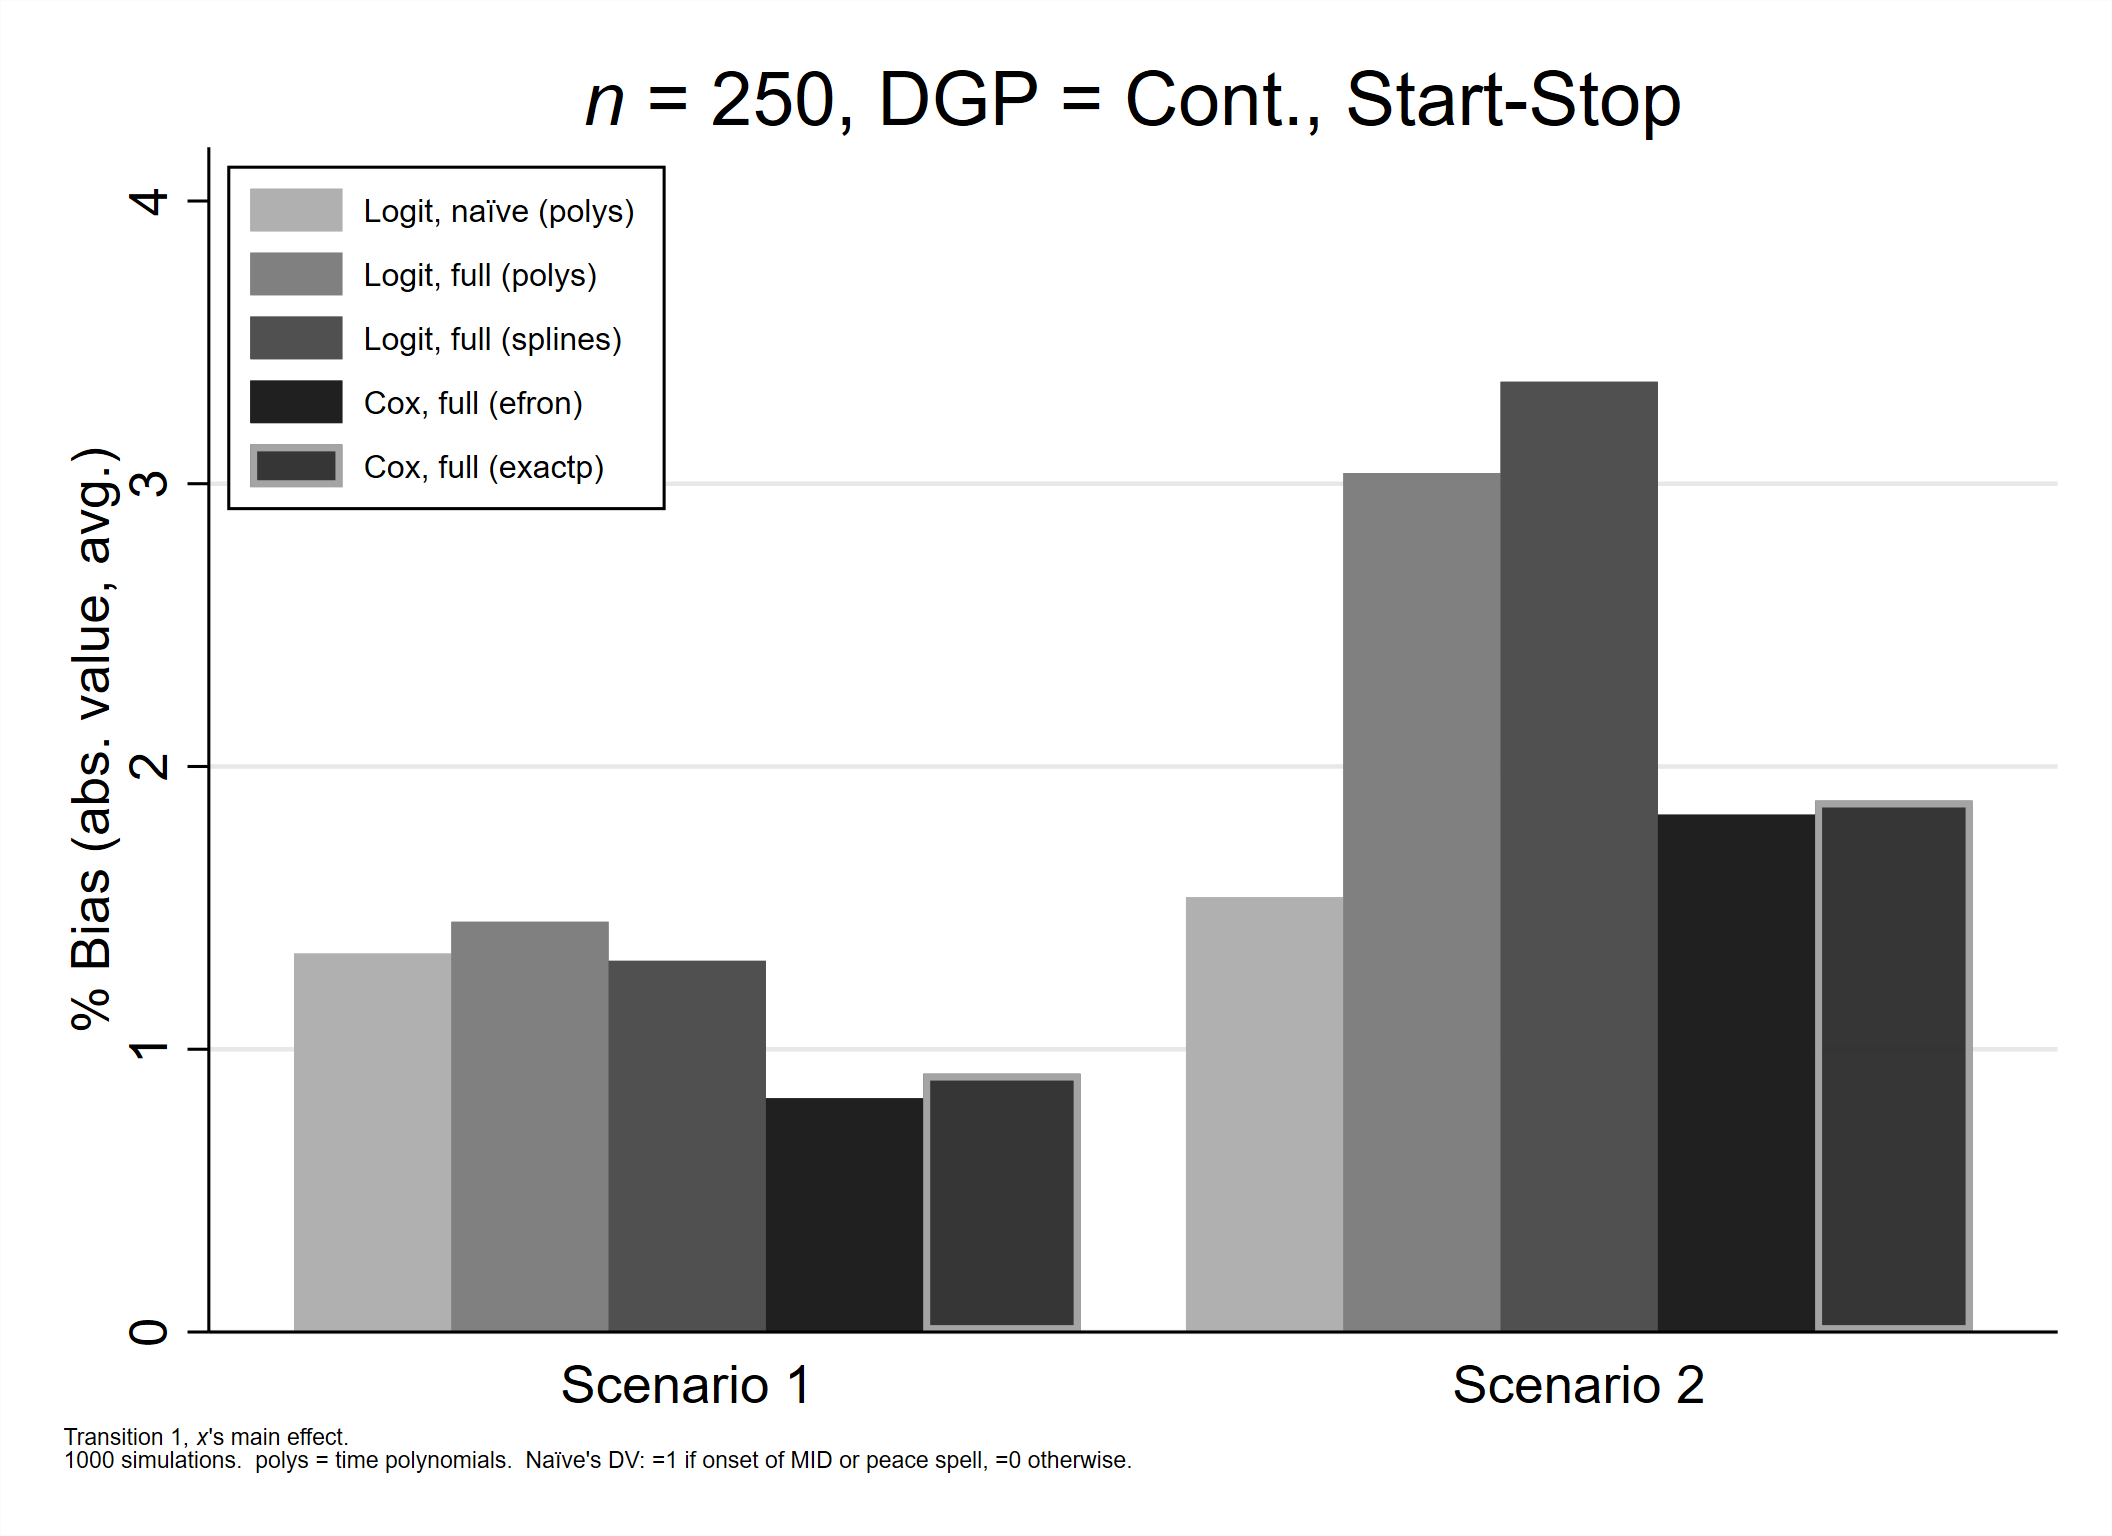 n = 250, DGP = Cont., Start-Stop
Logit, naïve (polys)
Logit, full (polys)
Logit, full (splines)
Cox, full (efron)
Cox, full (exactp)
% Bias (abs. value, avg.)
4
3
2
1
0
Scenario 1
Scenario 2
Transition 1, x's main effect.
1000 simulations.  polys = time polynomials.  Naïve's DV: =1 if onset of MID or peace spell, =0 otherwise.